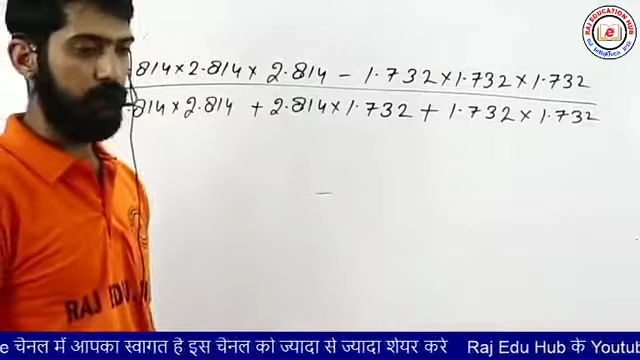 RAJ EDUCATION HUB
814×2.814×2.814 - 1.732×1.732×1.732
.814×2.814 + 2.814×1.732 + 1.732×1.732
RAJ EDU
e चेनल में आपका स्वागत हे इस चेनल को ज्यादा से ज्यादा शेयर करे Raj Edu Hub के Youtub